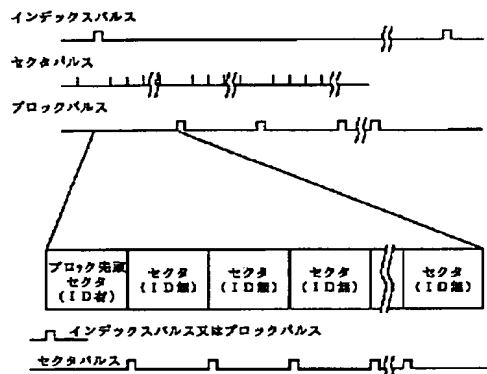 インデックスパルス
セクタパルス
ブロックパルス
ブロック先頭
セクタ
(ID有)
セクタ
(ID無)
セクタ
(ID無)
セクタ
(ID無)
セクタ
(ID無)
インデックスパルス又はブロックパルス
セクタパルス